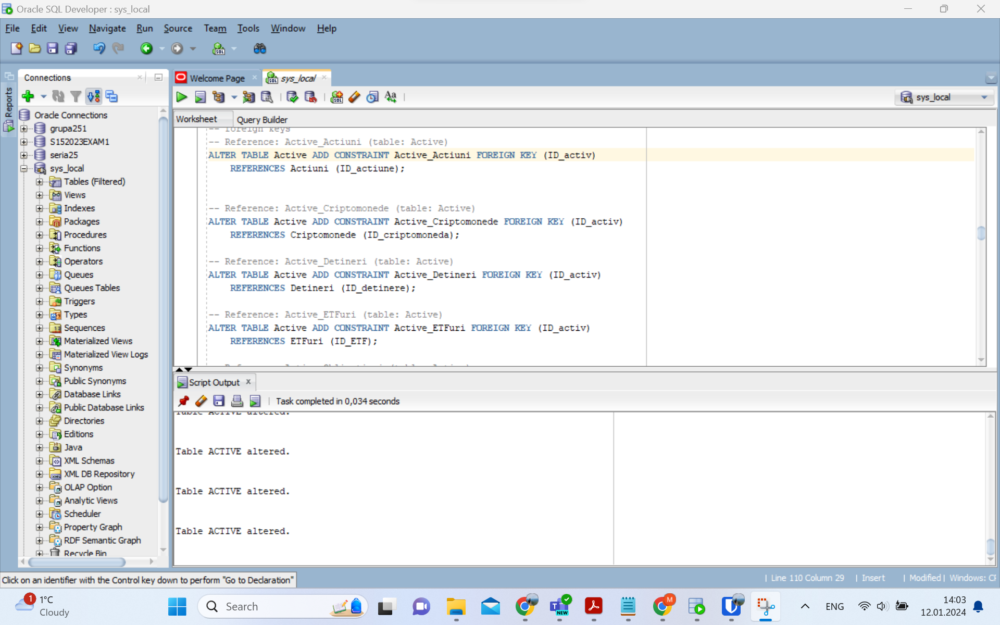 Oracle SQL Developer : sys_local
File Edit View Navigate Run Source Team Tools Window Help
Reports
Connections
Oracle Connections
grupa251
S152023EXAM1
seria25
sys_local
Tables (Filtered)
Views
Indexes
Packages
Procedures
Functions
Operators
Queues
Queues Tables
Triggers
Types
Sequences
Materialized Views
Materialized View Logs
Synonyms
Public Synonyms
Database Links
Public Database Links
Directories
Editions
Java
XML Schemas
XML DB Repository
OLAP Option
Analytic Views
Scheduler
Property Graph
RDF Semantic Graph
Recycle Bin
Welcome Page
sys_local
sys_local
Worksheet Query Builder
-- foreign keys
-- Reference: Active_Actiuni (table: Active)
ALTER TABLE Active ADD CONSTRAINT Active_Actiuni FOREIGN KEY (ID_activ)
REFERENCES Actiuni (ID_actiune);
-- Reference: Active_Criptomonede (table: Active)
ALTER TABLE Active ADD CONSTRAINT Active_Criptomonede FOREIGN KEY (ID_activ)
REFERENCES Criptomonede (ID_criptomoneda);
-- Reference: Active_Detineri (table: Active)
ALTER TABLE Active ADD CONSTRAINT Active_Detineri FOREIGN KEY (ID_activ)
REFERENCES Detineri (ID_detinere);
-- Reference: Active_ETFuri (table: Active)
ALTER TABLE Active ADD CONSTRAINT Active_ETFuri FOREIGN KEY (ID_activ)
REFERENCES ETFuri (ID_ETF);
Script Output
Task completed in 0,034 seconds
Table ACTIVE altered.
Table ACTIVE altered.
Table ACTIVE altered.
Table ACTIVE altered.
Click on an identifier with the Control key down to perform "Go to Declaration"
| Line 110 Column 29 | Insert | Modified | Windows:
1
1°C
Cloudy
Search
NEW
M
ENG
14:03
12.01.2024